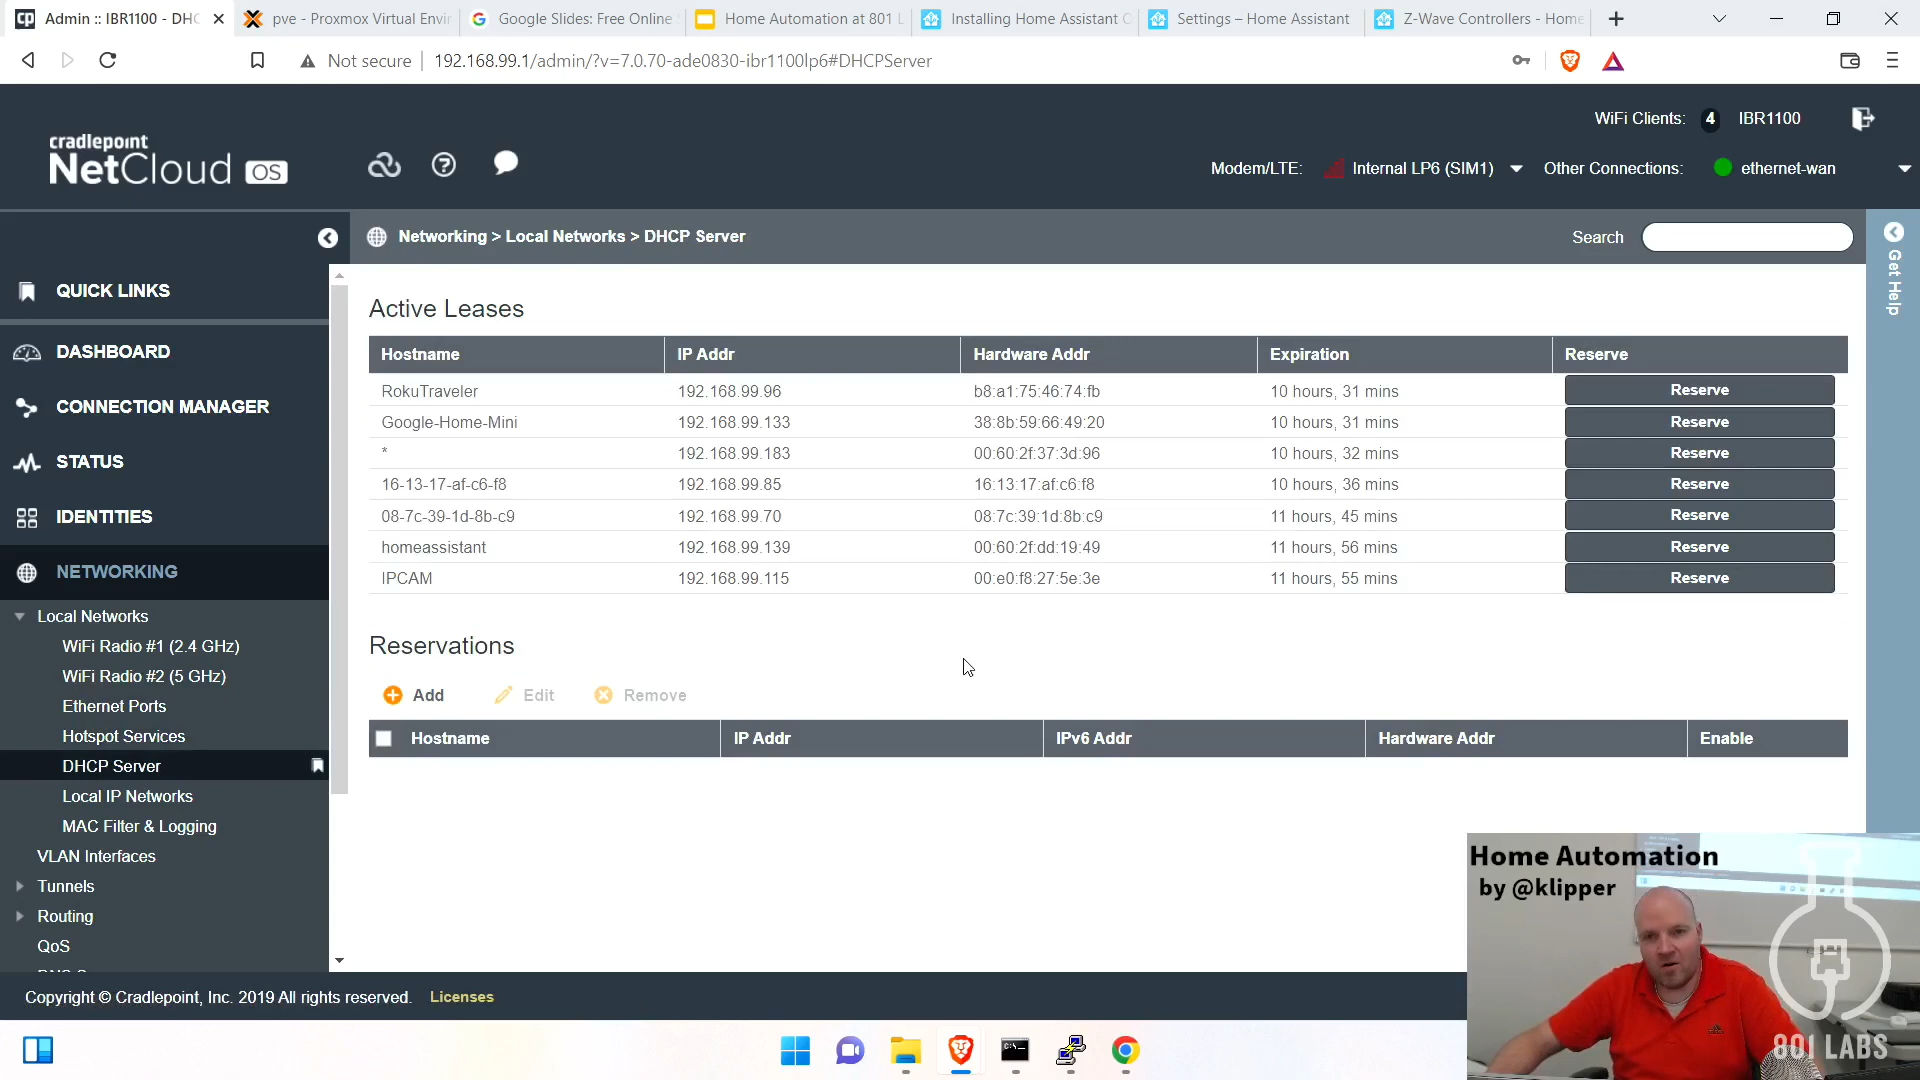 Admin :: IBR1100 - DHC
pve - Proxmox Virtual Envir
Google Slides: Free Online
Home Automation at 801 L
Installing Home Assistant C
Settings – Home Assistant
Z-Wave Controllers - Home
Not secure
192.168.99.1/admin/?v=7.0.70-ade0830-ibr1100lp6#DHCPServer
WiFi Clients: 4 IBR1100
cradlepoint
NetCloud OS
Modem/LTE: Internal LP6 (SIM1) Other Connections: ethernet-wan
Networking > Local Networks > DHCP Server
Search
Get Help
QUICK LINKS
DASHBOARD
CONNECTION MANAGER
STATUS
IDENTITIES
NETWORKING
Local Networks
WiFi Radio #1 (2.4 GHz)
WiFi Radio #2 (5 GHz)
Ethernet Ports
Hotspot Services
DHCP Server
Local IP Networks
MAC Filter & Logging
VLAN Interfaces
Tunnels
Routing
QoS
Active Leases
Hostname IP Addr Hardware Addr Expiration Reserve
RokuTraveler 192.168.99.96 b8:a1:75:46:74:fb 10 hours, 31 mins Reserve
Google-Home-Mini 192.168.99.133 38:8b:59:66:49:20 10 hours, 31 mins Reserve
* 192.168.99.183 00:60:2f:37:3d:96 10 hours, 32 mins Reserve
16-13-17-af-c6-f8 192.168.99.85 16:13:17:af:c6:f8 10 hours, 36 mins Reserve
08-7c-39-1d-8b-c9 192.168.99.70 08:7c:39:1d:8b:c9 11 hours, 45 mins Reserve
homeassistant 192.168.99.139 00:60:2f:dd:19:49 11 hours, 56 mins Reserve
IPCAM 192.168.99.115 00:e0:f8:27:5e:3e 11 hours, 55 mins Reserve
Reservations
Add Edit Remove
Hostname IP Addr IPv6 Addr Hardware Addr Enable
Home Automation
by @klipper
801 LABS
Copyright © Cradlepoint, Inc. 2019 All rights reserved. Licenses